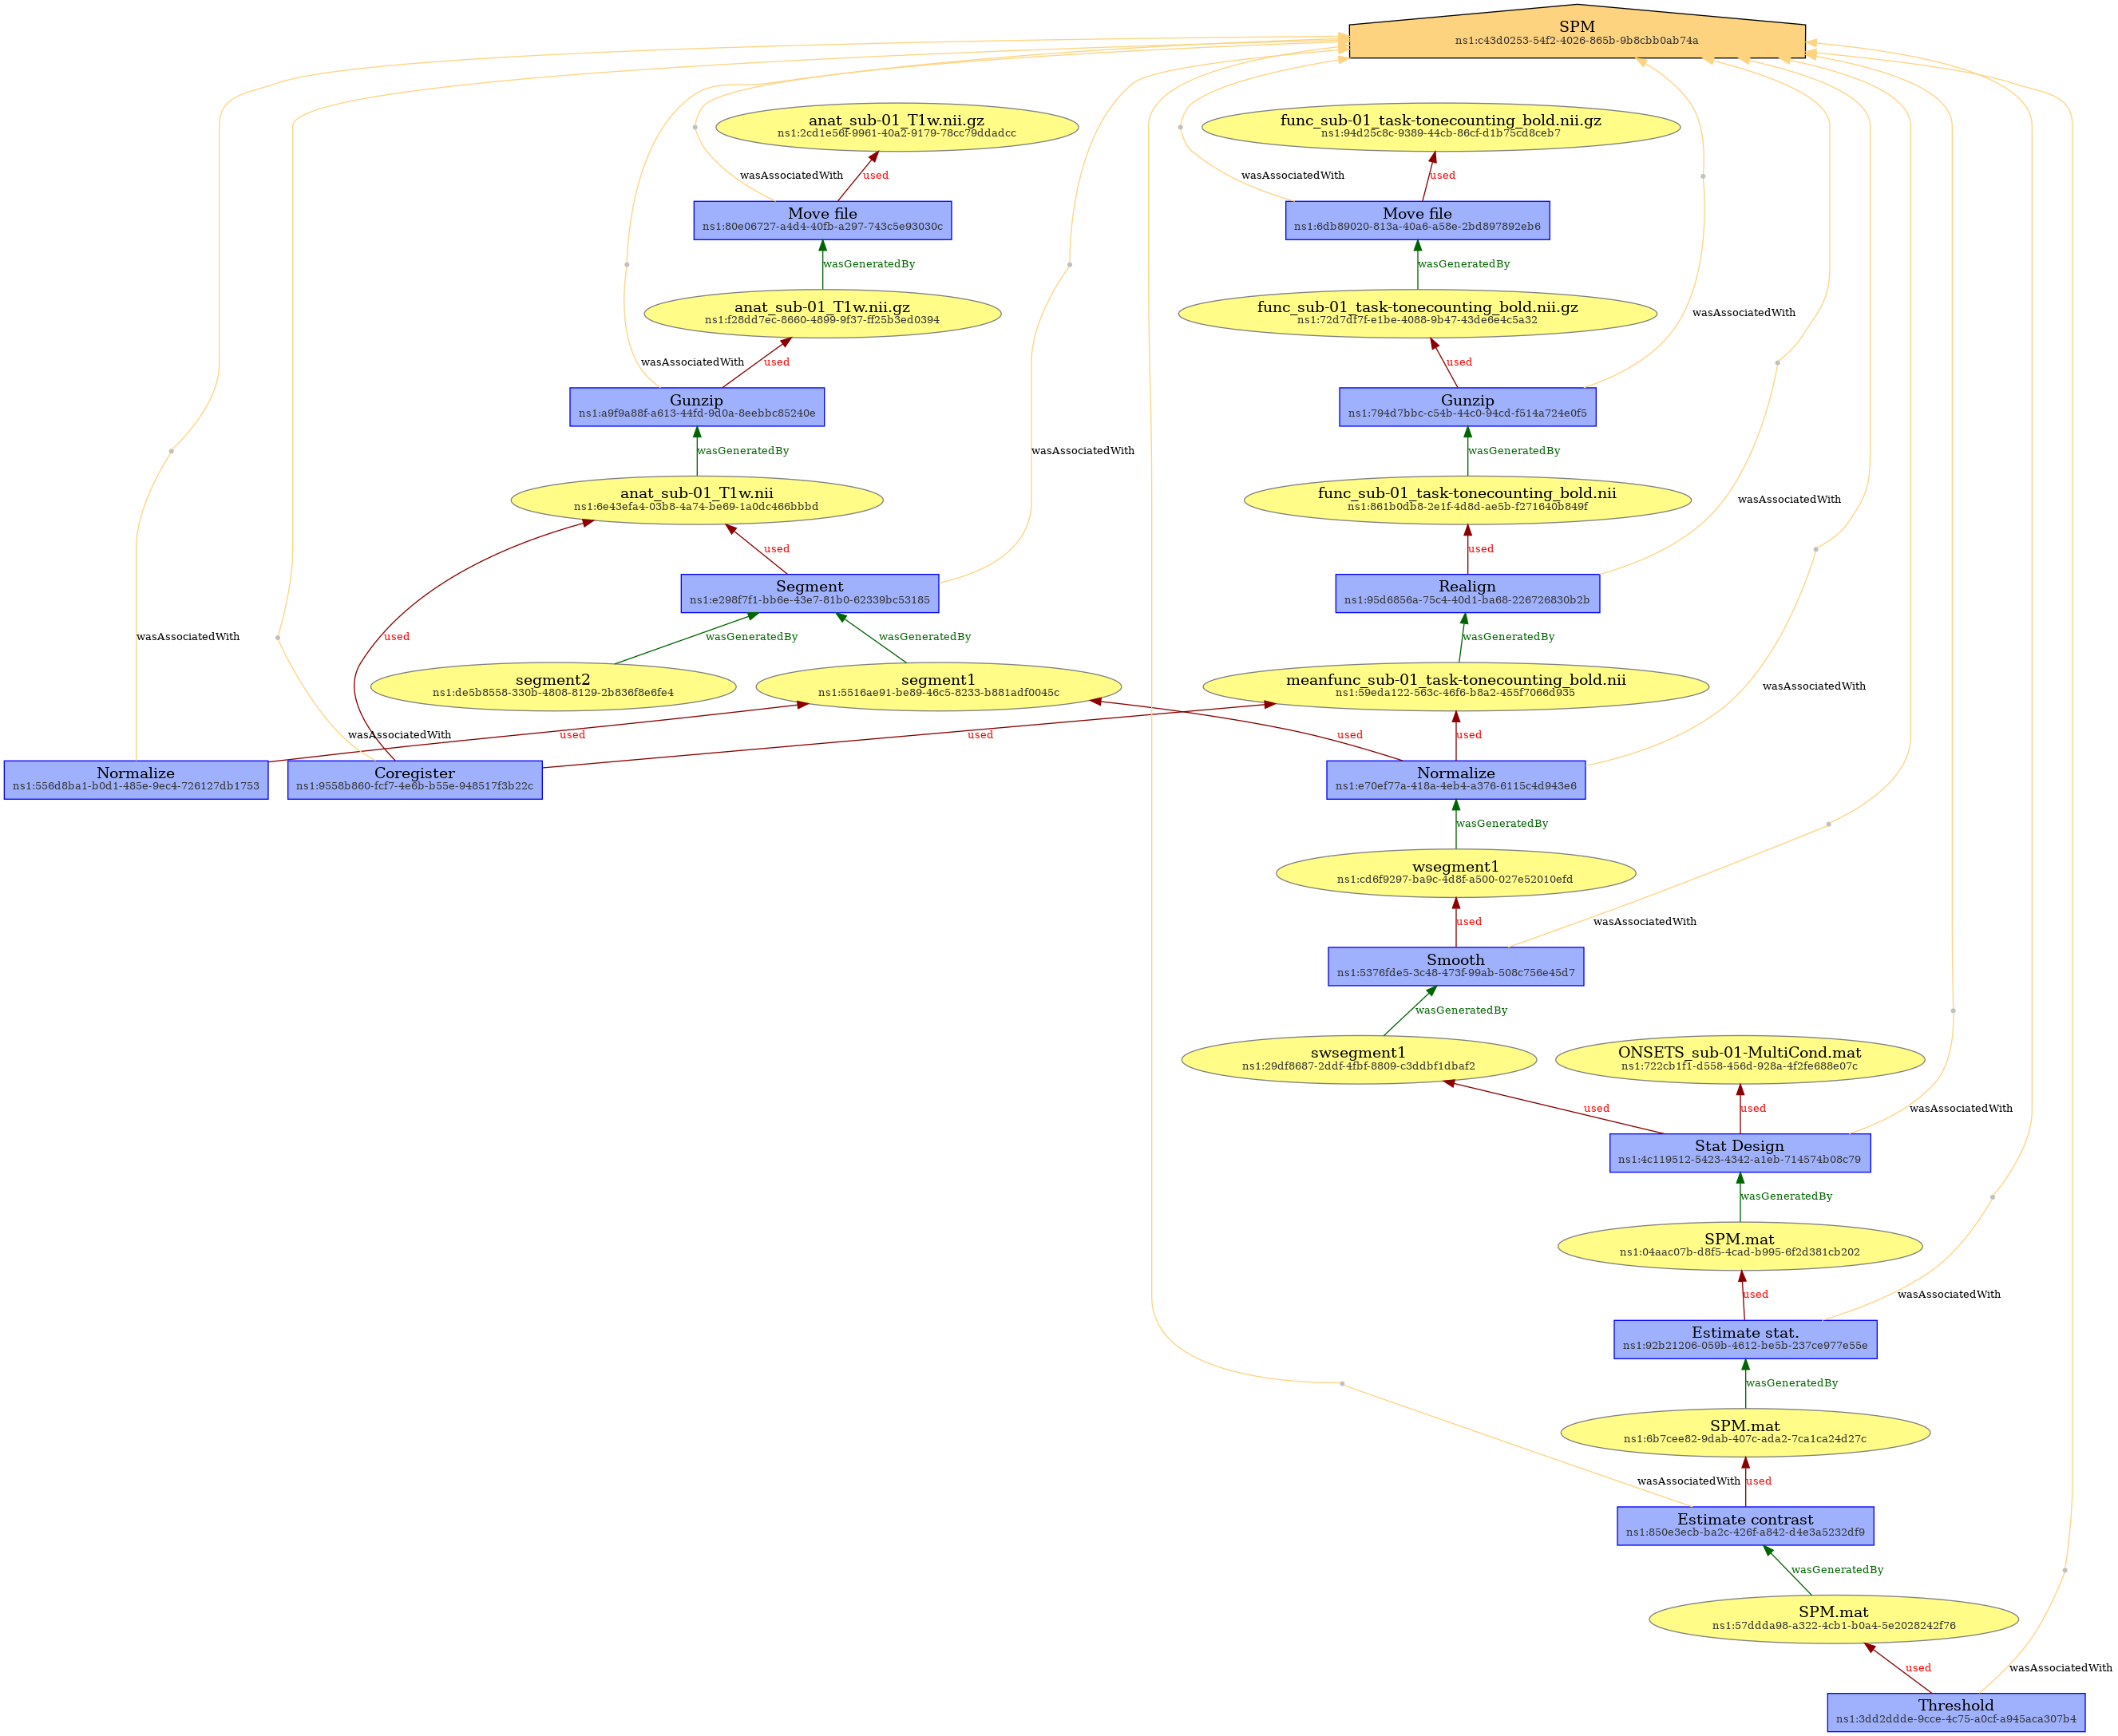 SPM
ns1:c43d0253-54f2-4026-865b-9b8cbb0ab74a
anat_sub-01_T1w.nii.gz
ns1:2cd1e56f-9961-40a2-9179-78cc79ddadcc
func_sub-01_task-tonecounting_bold.nii.gz
ns1:94d25c8c-9389-44cb-86cf-d1b75cd8ceb7
wasAssociatedWith
used
wasAssociatedWith
used
Move file
ns1:80e06727-a4d4-40fb-a297-743c5e93030c
Move file
ns1:6db89020-813a-40a6-a58e-2bd897892eb6
wasGeneratedBy
wasGeneratedBy
anat_sub-01_T1w.nii.gz
ns1:f28dd7ec-8660-4899-9f37-ff25b3ed0394
func_sub-01_task-tonecounting_bold.nii.gz
ns1:72d7df7f-e1be-4088-9b47-43de6e4c5a32
wasAssociatedWith
wasAssociatedWith
used
used
Gunzip
ns1:a9f9a88f-a613-44fd-9d0a-8eebbc85240e
Gunzip
ns1:794d7bbc-c54b-44c0-94cd-f514a724e0f5
wasGeneratedBy
wasAssociatedWith
wasGeneratedBy
anat_sub-01_T1w.nii
ns1:6e43efa4-03b8-4a74-be69-1a0dc466bbbd
func_sub-01_task-tonecounting_bold.nii
ns1:861b0db8-2e1f-4d8d-ae5b-f271640b849f
wasAssociatedWith
used
used
Segment
ns1:e298f7f1-bb6e-43e7-81b0-62339bc53185
Realign
ns1:95d6856a-75c4-40d1-ba68-226726830b2b
wasAssociatedWith
used
wasGeneratedBy
wasGeneratedBy
wasGeneratedBy
segment2
ns1:de5b8558-330b-4808-8129-2b836f8e6fe4
segment1
ns1:5516ae91-be89-46c5-8233-b881adf0045c
meanfunc_sub-01_task-tonecounting_bold.nii
ns1:59eda122-563c-46f6-b8a2-455f7066d935
wasAssociatedWith
wasAssociatedWith
used
used
used
used
Normalize
ns1:556d8ba1-b0d1-485e-9ec4-726127db1753
Coregister
ns1:9558b860-fcf7-4e6b-b55e-948517f3b22c
Normalize
ns1:e70ef77a-418a-4eb4-a376-6115c4d943e6
wasGeneratedBy
wsegment1
ns1:cd6f9297-ba9c-4d8f-a500-027e52010efd
used
wasAssociatedWith
Smooth
ns1:5376fde5-3c48-473f-99ab-508c756e45d7
wasGeneratedBy
swsegment1
ns1:29df8687-2ddf-4fbf-8809-c3ddbf1dbaf2
ONSETS_sub-01-MultiCond.mat
ns1:722cb1f1-d558-456d-928a-4f2fe688e07c
used
used
wasAssociatedWith
Stat Design
ns1:4c119512-5423-4342-a1eb-714574b08c79
wasGeneratedBy
SPM.mat
ns1:04aac07b-d8f5-4cad-b995-6f2d381cb202
used
wasAssociatedWith
Estimate stat.
ns1:92b21206-059b-4612-be5b-237ce977e55e
wasGeneratedBy
SPM.mat
ns1:6b7cee82-9dab-407c-ada2-7ca1ca24d27c
wasAssociatedWith
used
Estimate contrast
ns1:850e3ecb-ba2c-426f-a842-d4e3a5232df9
wasGeneratedBy
SPM.mat
ns1:57ddda98-a322-4cb1-b0a4-5e2028242f76
used
wasAssociatedWith
Threshold
ns1:3dd2ddde-9cce-4c75-a0cf-a945aca307b4